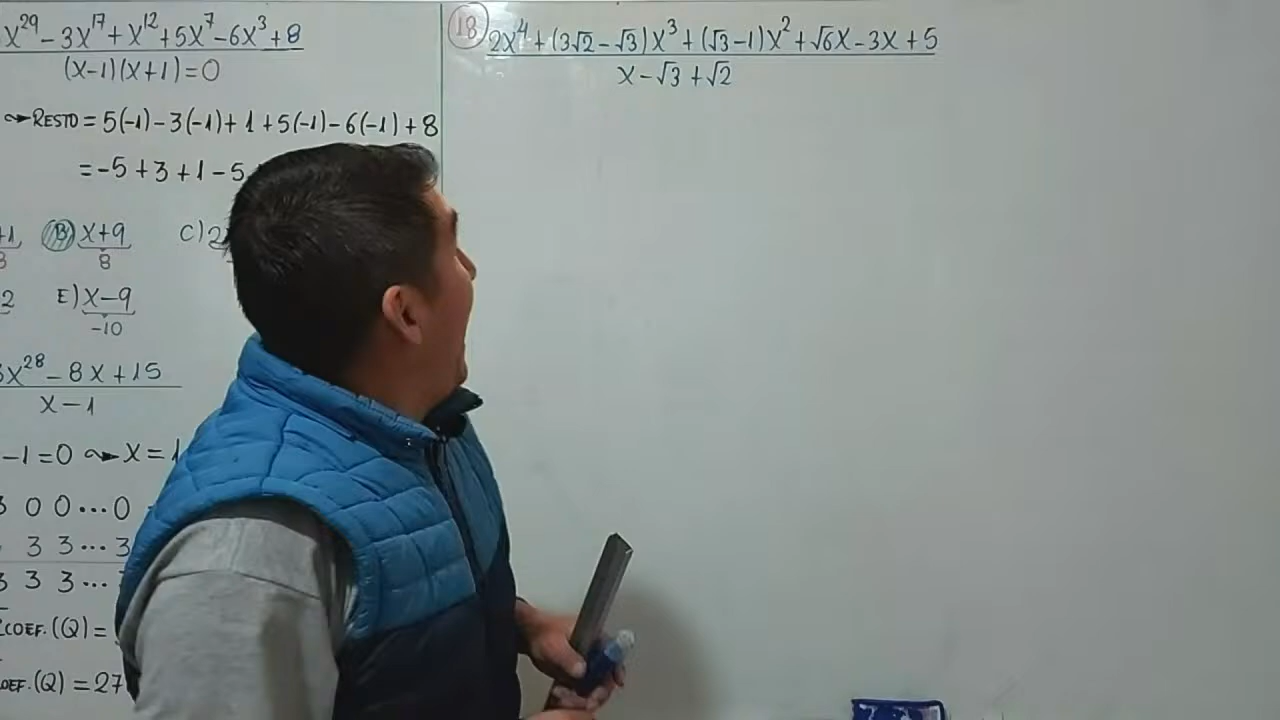 x²⁹ - 3x¹⁷ + x¹² + 5x⁷ - 6x³ + 8
(x-1)(x+1) = 0
RESTO = 5(-1) - 3(-1) + 1 + 5(-1) - 6(-1) + 8
= -5 + 3 + 1 - 5
+1 B) x+9 C) 2
8 8
2 E) x-9
-10
3x²⁸ - 8x + 15
x-1
-1 = 0 ⇝ x = 1
3 0 0 ... 0
3 3 ... 3
3 3 3 ...
COEF. (Q) =
OEF. (Q) = 27
18 2x⁴ + (3√2 - √3)x³ + (√3 - 1)x² + √6x - 3x + 5
x - √3 + √2